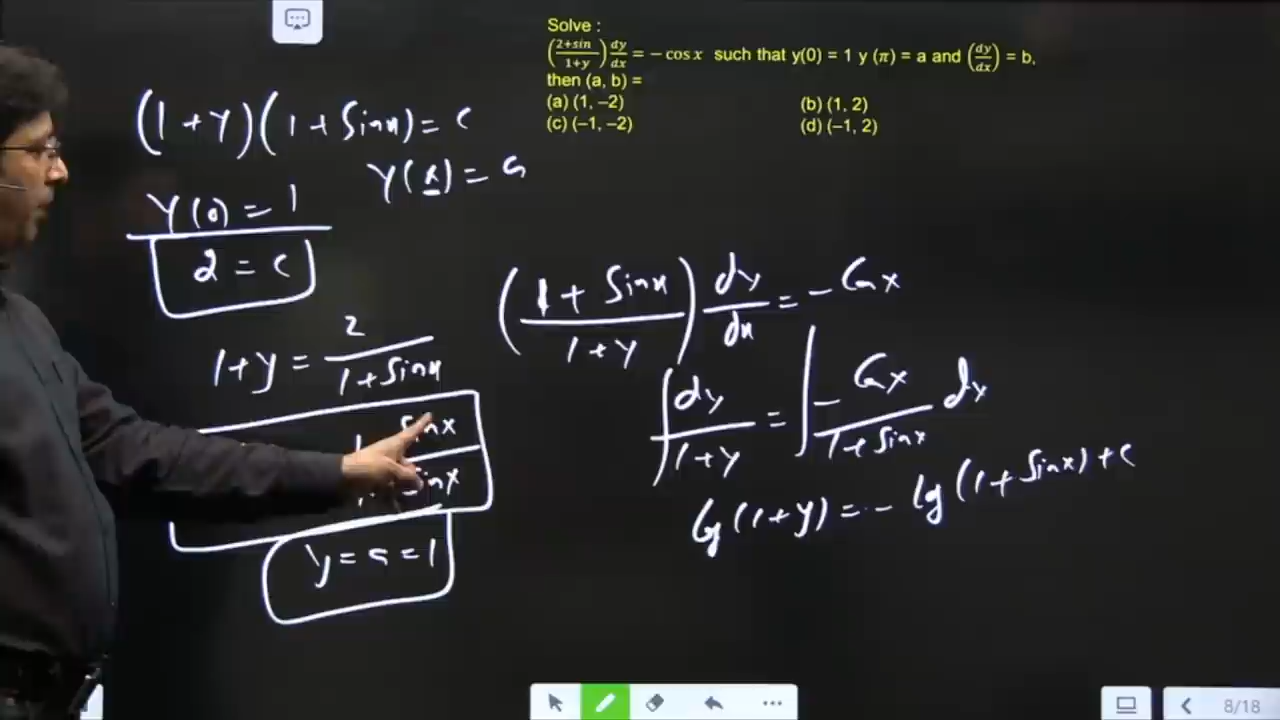 Solve :
(2+sin/1+y) dy/dx = − cos x such that y(0) = 1 y (π) = a and (dy/dx) = b,
then (a, b) =
(a) (1, −2) (b) (1, 2)
(c) (−1, −2) (d) (−1, 2)
(1+y)(1+Sinx) = c
y(π) = a
y(0) = 1
2 = c
1+y = 2/1+Sinx
Sinx
Sinx
y = a = 1
(1+Sinx/1+y) dy/dx = -Cosx
∫dy/1+y = ∫-Cosx/1+Sinx dx
log(1+y) = - log(1+Sinx)+c
8/18